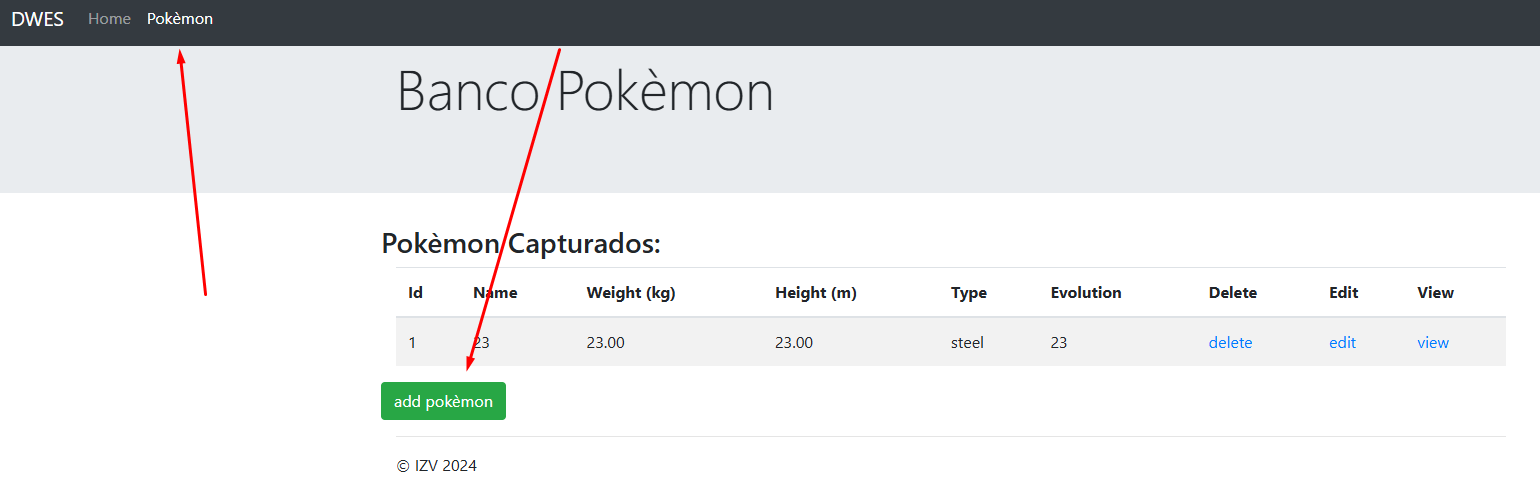 DWES Home Pokèmon
Banco Pokèmon
Pokèmon Capturados:
Id Name Weight (kg) Height (m) Type Evolution Delete Edit View
1 23 23.00 23.00 steel 23 delete edit view
add pokèmon
© IZV 2024